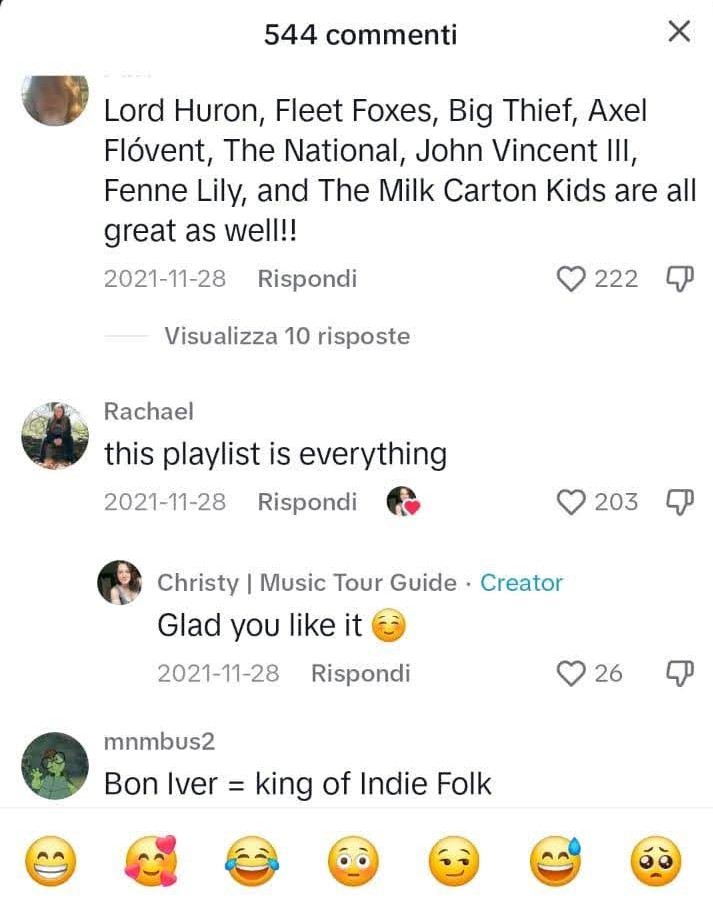 544 commenti
Lord Huron, Fleet Foxes, Big Thief, Axel
Flóvent, The National, John Vincent III,
Fenne Lily, and The Milk Carton Kids are all
great as well!!
2021-11-28 Rispondi 222
Visualizza 10 risposte
Rachael
this playlist is everything
2021-11-28 Rispondi 203
Christy | Music Tour Guide · Creator
Glad you like it ☺️
2021-11-28 Rispondi 26
mnmbus2
Bon Iver = king of Indie Folk